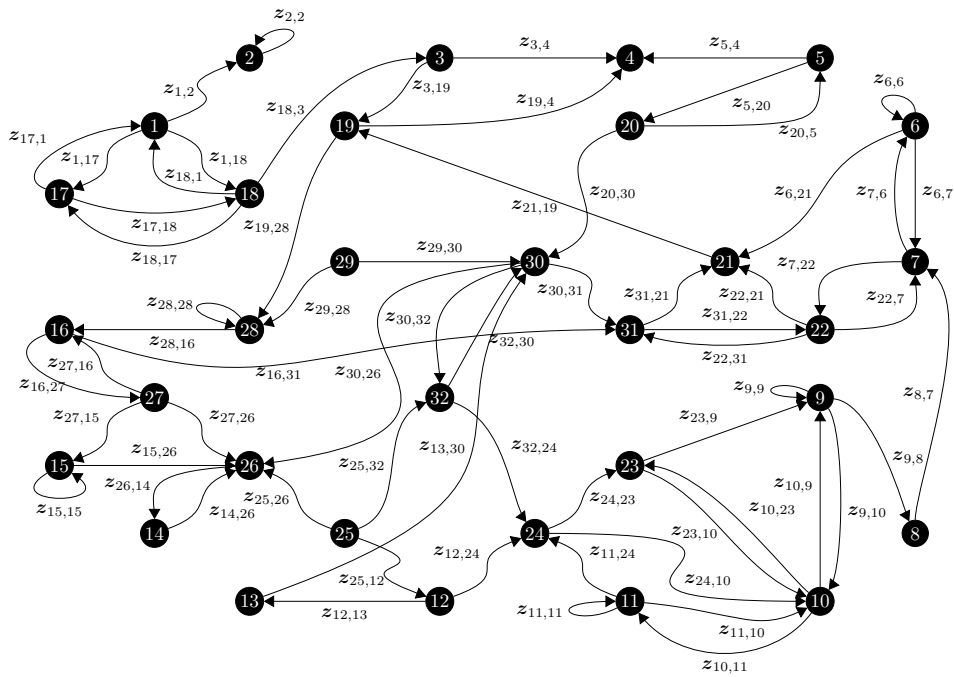 z2,2
2
3
z3,4
4
z5,4
5
z1,2
z18,3
z3,19
z19,4
z5,20
z6,6
z17,1
1
19
20
z20,5
6
z1,17
z1,18
z18,1
17
18
z17,18
z18,17
z19,28
z21,19
z20,30
z6,21
z7,6
z6,7
29
z29,30
30
21
z7,22
7
z28,28
z29,28
z30,32
z30,31
z31,21
z22,21
z22,7
16
z28,16
28
z32,30
31
z31,22
22
z22,31
z27,16
z16,27
z16,31
z30,26
27
32
z9,9
9
z8,7
z27,15
z27,26
z13,30
z32,24
z23,9
15
z15,26
26
z25,32
23
z9,8
z26,14
z25,26
z24,23
z10,9
z15,15
z14,26
z10,23
z9,10
14
25
24
z23,10
8
z12,24
z11,24
z25,12
z24,10
13
z12,13
12
z11,11
11
z11,10
10
z10,11